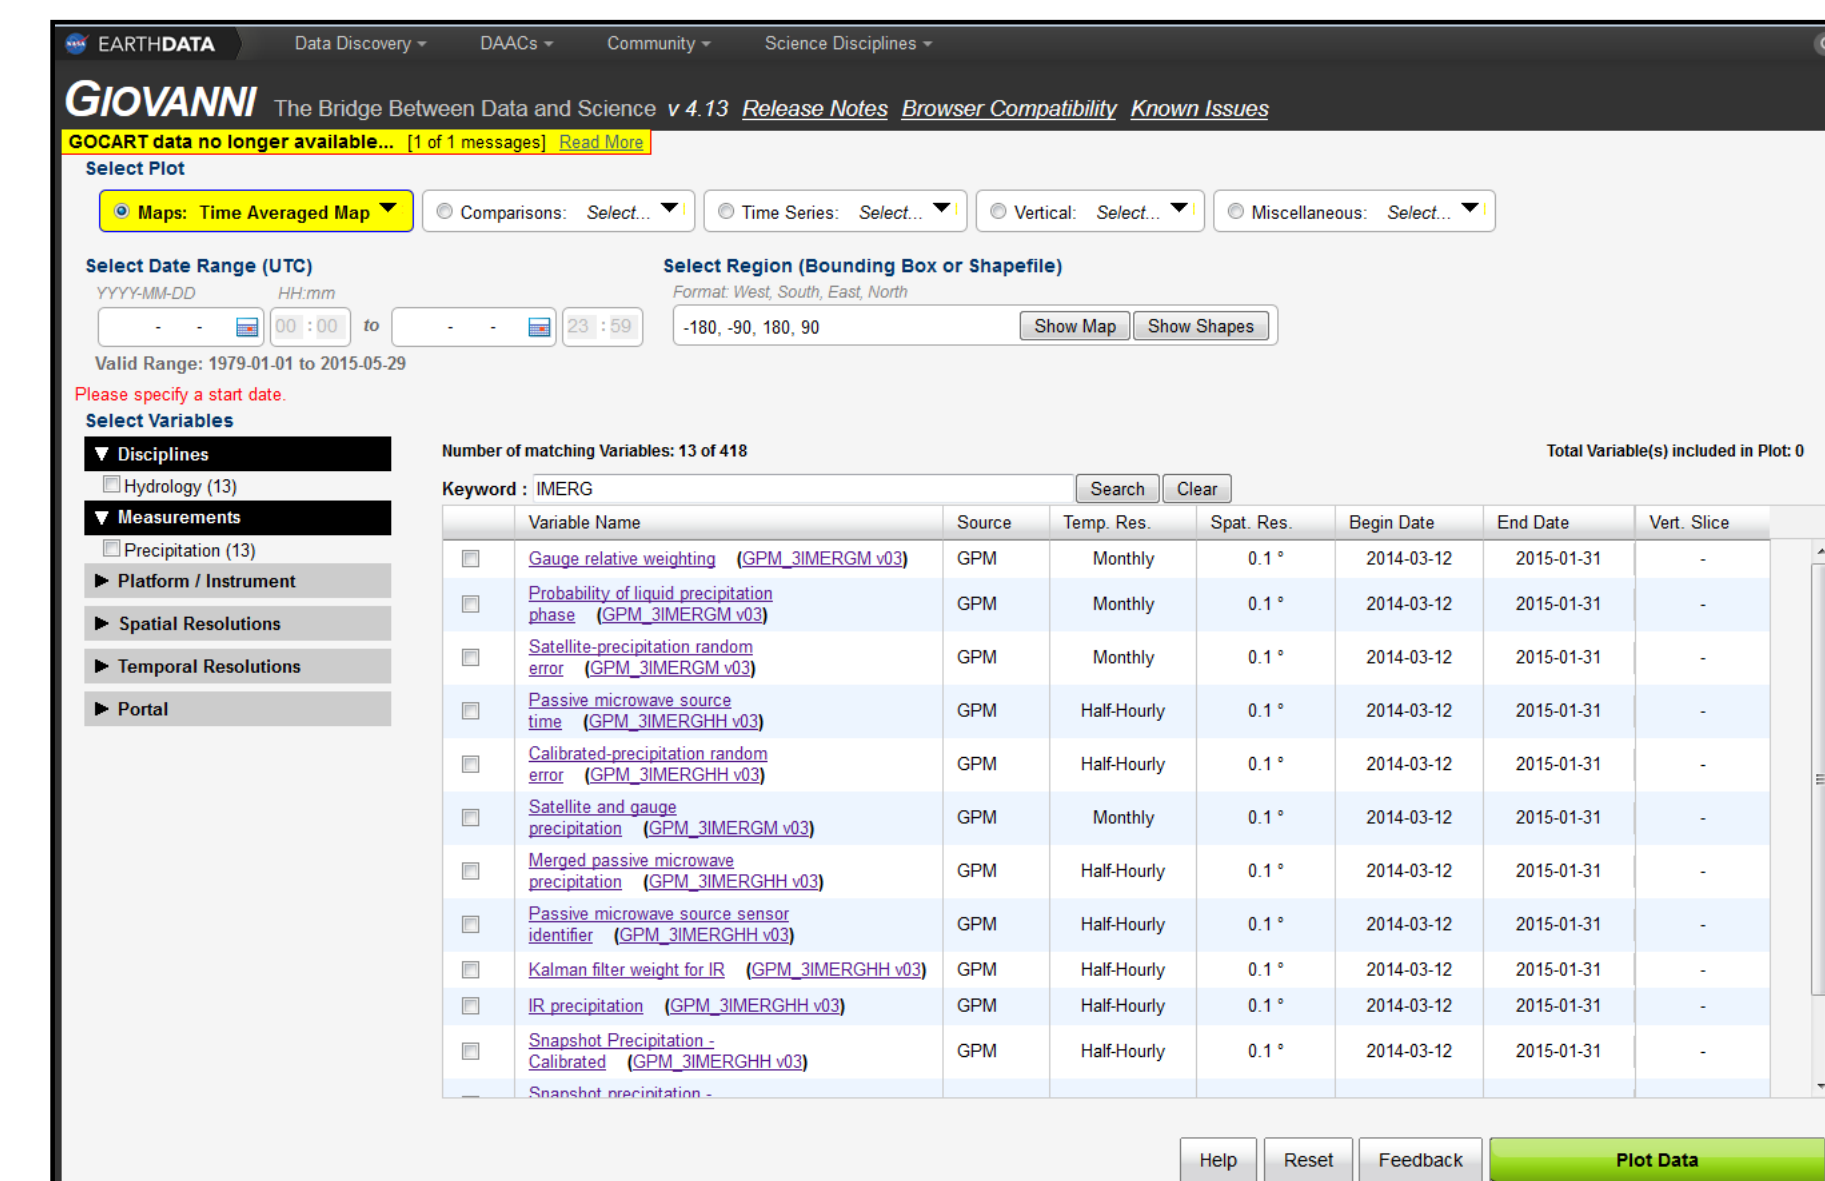 EARTHDATA Data Discovery DAACs Community Science Disciplines
GIOVANNI The Bridge Between Data and Science v 4.13 Release Notes Browser Compatibility Known Issues
GOCART data no longer available... [1 of 1 messages] Read More
Select Plot
Maps: Time Averaged Map Comparisons: Select... Time Series: Select... Vertical: Select... Miscellaneous: Select...
Select Date Range (UTC) Select Region (Bounding Box or Shapefile)
YYYY-MM-DD HH:mm Format: West, South, East, North
- - 00 : 00 to - - 23 : 59 -180, -90, 180, 90 Show Map Show Shapes
Valid Range: 1979-01-01 to 2015-05-29
Please specify a start date.
Select Variables
Disciplines
Hydrology (13)
Measurements
Precipitation (13)
Platform / Instrument
Spatial Resolutions
Temporal Resolutions
Portal
Number of matching Variables: 13 of 418 Total Variable(s) included in Plot: 0
Keyword : IMERG Search Clear
Variable Name Source Temp. Res. Spat. Res. Begin Date End Date Vert. Slice
Gauge relative weighting (GPM_3IMERGM v03) GPM Monthly 0.1 ° 2014-03-12 2015-01-31 -
Probability of liquid precipitation
phase (GPM_3IMERGM v03) GPM Monthly 0.1 ° 2014-03-12 2015-01-31 -
Satellite-precipitation random
error (GPM_3IMERGM v03) GPM Monthly 0.1 ° 2014-03-12 2015-01-31 -
Passive microwave source
time (GPM_3IMERGHH v03) GPM Half-Hourly 0.1 ° 2014-03-12 2015-01-31 -
Calibrated-precipitation random
error (GPM_3IMERGHH v03) GPM Half-Hourly 0.1 ° 2014-03-12 2015-01-31 -
Satellite and gauge
precipitation (GPM_3IMERGM v03) GPM Monthly 0.1 ° 2014-03-12 2015-01-31 -
Merged passive microwave
precipitation (GPM_3IMERGHH v03) GPM Half-Hourly 0.1 ° 2014-03-12 2015-01-31 -
Passive microwave source sensor
identifier (GPM_3IMERGHH v03) GPM Half-Hourly 0.1 ° 2014-03-12 2015-01-31 -
Kalman filter weight for IR (GPM_3IMERGHH v03) GPM Half-Hourly 0.1 ° 2014-03-12 2015-01-31 -
IR precipitation (GPM_3IMERGHH v03) GPM Half-Hourly 0.1 ° 2014-03-12 2015-01-31 -
Snapshot Precipitation -
Calibrated (GPM_3IMERGHH v03) GPM Half-Hourly 0.1 ° 2014-03-12 2015-01-31 -
Snapshot precipitation -
Help Reset Feedback Plot Data